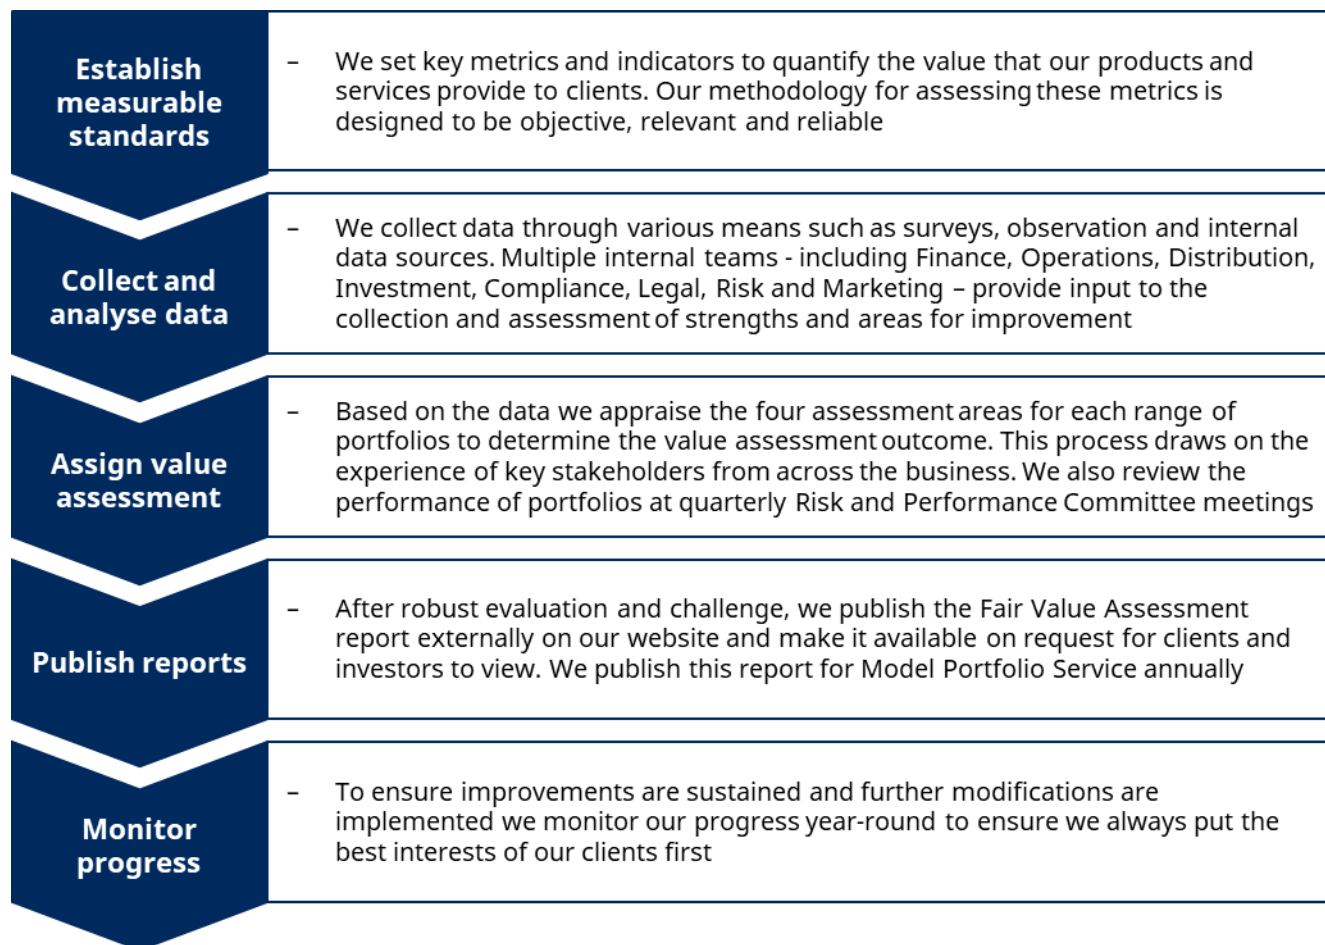 Establish
measurable
standards
– We set key metrics and indicators to quantify the value that our products and
services provide to clients. Our methodology for assessing these metrics is
designed to be objective, relevant and reliable
Collect and
analyse data
– We collect data through various means such as surveys, observation and internal
data sources. Multiple internal teams - including Finance, Operations, Distribution,
Investment, Compliance, Legal, Risk and Marketing – provide input to the
collection and assessment of strengths and areas for improvement
Assign value
assessment
– Based on the data we appraise the four assessment areas for each range of
portfolios to determine the value assessment outcome. This process draws on the
experience of key stakeholders from across the business. We also review the
performance of portfolios at quarterly Risk and Performance Committee meetings
Publish reports
– After robust evaluation and challenge, we publish the Fair Value Assessment
report externally on our website and make it available on request for clients and
investors to view. We publish this report for Model Portfolio Service annually
Monitor
progress
– To ensure improvements are sustained and further modifications are
implemented we monitor our progress year-round to ensure we always put the
best interests of our clients first